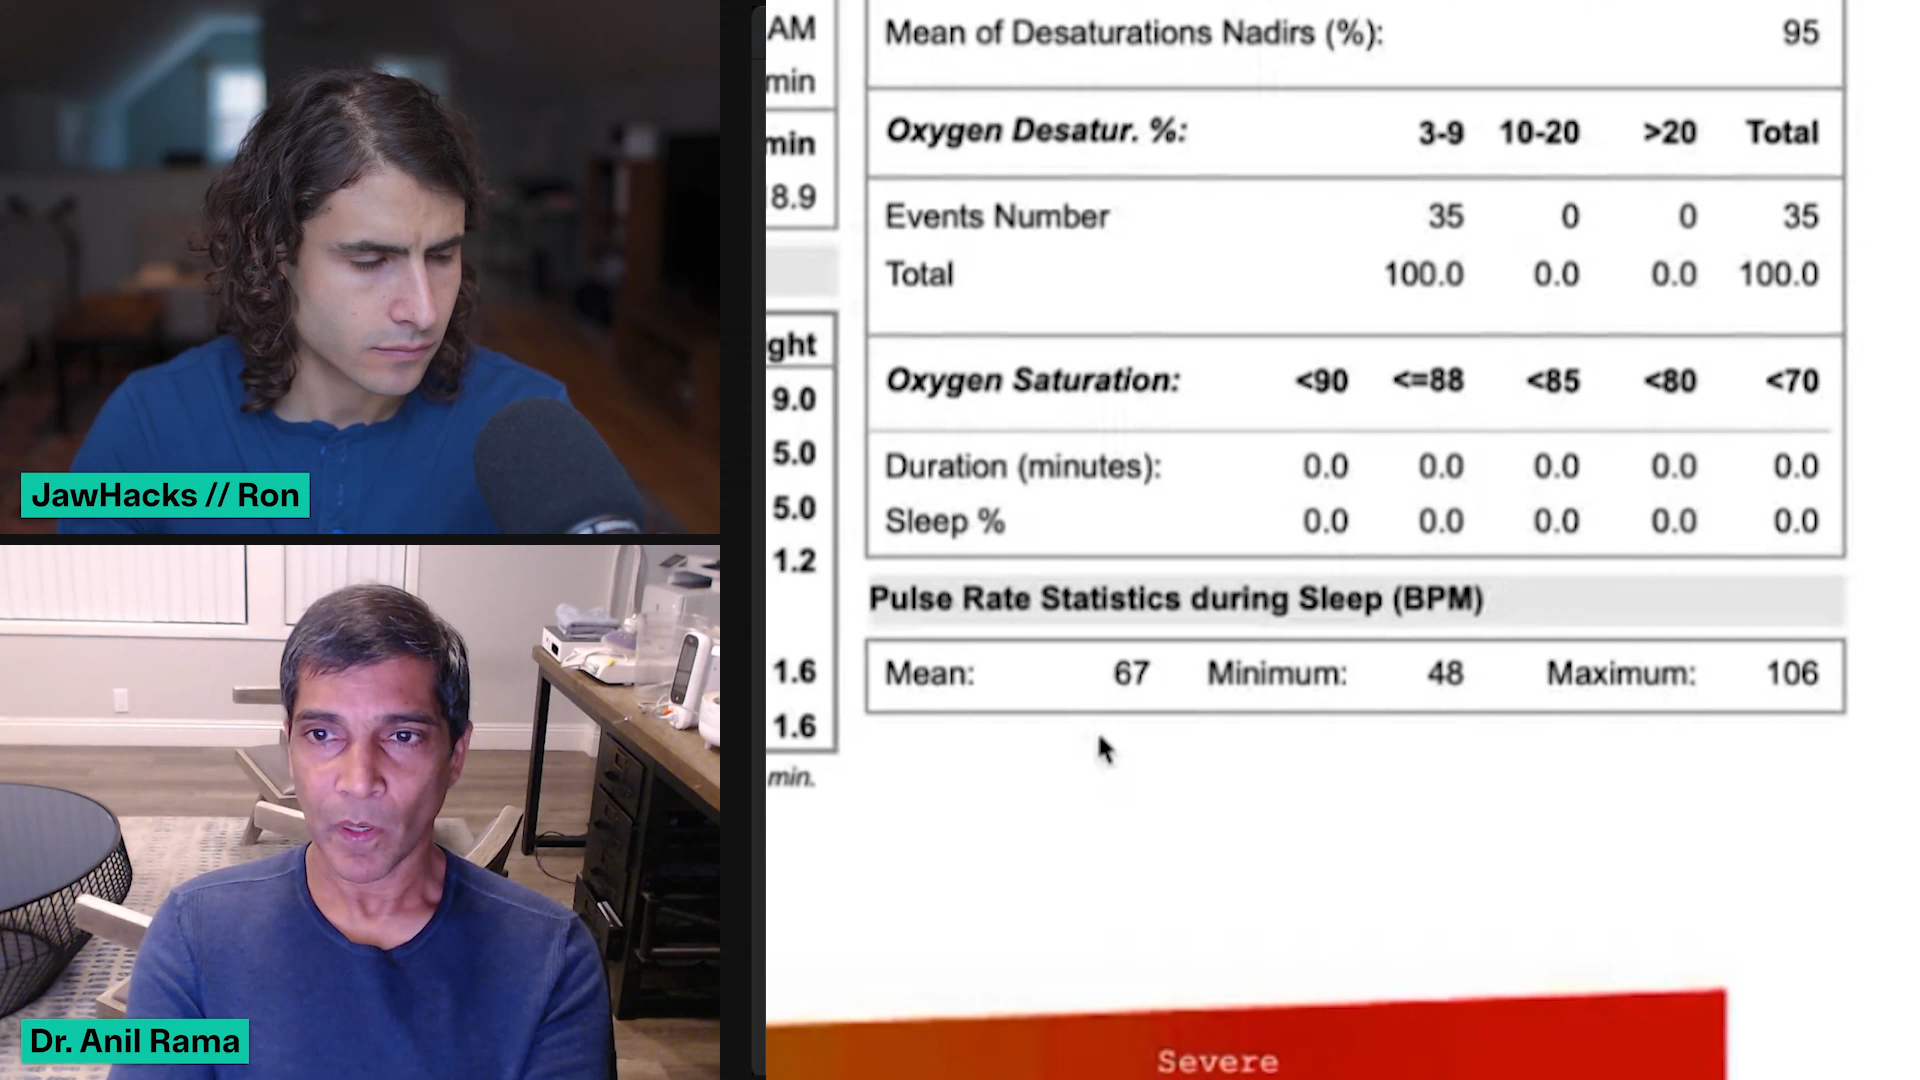 JawHacks // Ron
Dr. Anil Rama
AM
min
min
8.9
ght
9.0
5.0
5.0
1.2
1.6
1.6
min.
Mean of Desaturations Nadirs (%): 95
Oxygen Desatur. %: 3-9 10-20 >20 Total
Events Number 35 0 0 35
Total 100.0 0.0 0.0 100.0
Oxygen Saturation: <90 <=88 <85 <80 <70
Duration (minutes): 0.0 0.0 0.0 0.0 0.0
Sleep % 0.0 0.0 0.0 0.0 0.0
Pulse Rate Statistics during Sleep (BPM)
Mean: 67 Minimum: 48 Maximum: 106
Severe